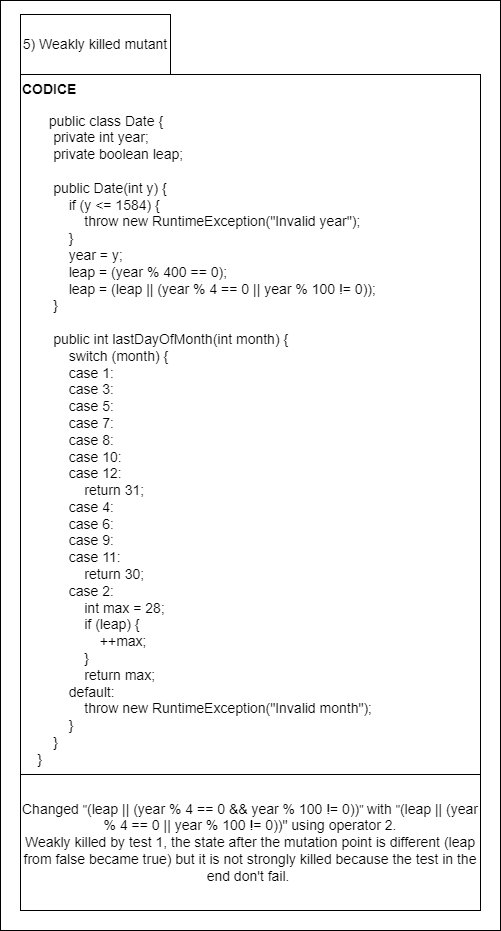 5) Weakly killed mutant
CODICE
public class Date {
private int year;
private boolean leap;
public Date(int y) {
if (y <= 1584) {
throw new RuntimeException("Invalid year");
}
year = y;
leap = (year % 400 == 0);
leap = (leap || (year % 4 == 0 || year % 100 != 0));
}
public int lastDayOfMonth(int month) {
switch (month) {
case 1:
case 3:
case 5:
case 7:
case 8:
case 10:
case 12:
return 31;
case 4:
case 6:
case 9:
case 11:
return 30;
case 2:
int max = 28;
if (leap) {
++max;
}
return max;
default:
throw new RuntimeException("Invalid month");
}
}
}
Changed "(leap || (year % 4 == 0 && year % 100 != 0))" with "(leap || (year
% 4 == 0 || year % 100 != 0))" using operator 2.
Weakly killed by test 1, the state after the mutation point is different (leap
from false became true) but it is not strongly killed because the test in the
end don't fail.